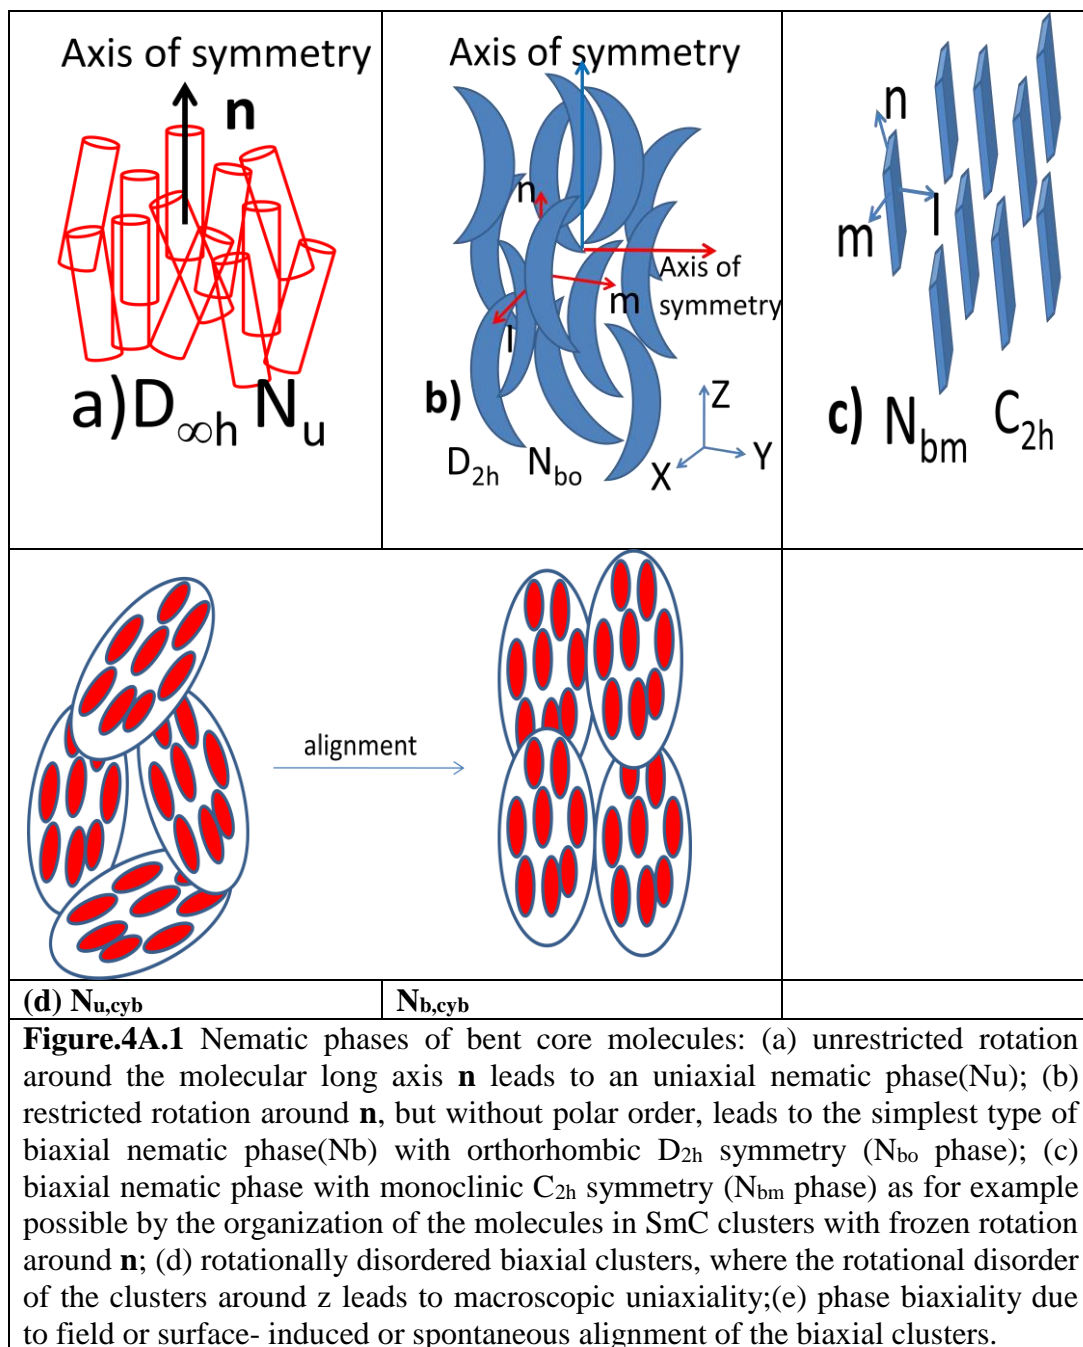 Axis of symmetry
n
a)D∞h Nu
Axis of symmetry
n
Axis of
symmetry
m
l
b)
Z
Y
X
D2h Nbo
n
l
m
c) Nbm C2h
alignment
(d) Nu,cyb
Nb,cyb
Figure.4A.1 Nematic phases of bent core molecules: (a) unrestricted rotation
around the molecular long axis n leads to an uniaxial nematic phase(Nu); (b)
restricted rotation around n, but without polar order, leads to the simplest type of
biaxial nematic phase(Nb) with orthorhombic D2h symmetry (Nbo phase); (c)
biaxial nematic phase with monoclinic C2h symmetry (Nbm phase) as for example
possible by the organization of the molecules in SmC clusters with frozen rotation
around n; (d) rotationally disordered biaxial clusters, where the rotational disorder
of the clusters around z leads to macroscopic uniaxiality;(e) phase biaxiality due
to field or surface- induced or spontaneous alignment of the biaxial clusters.